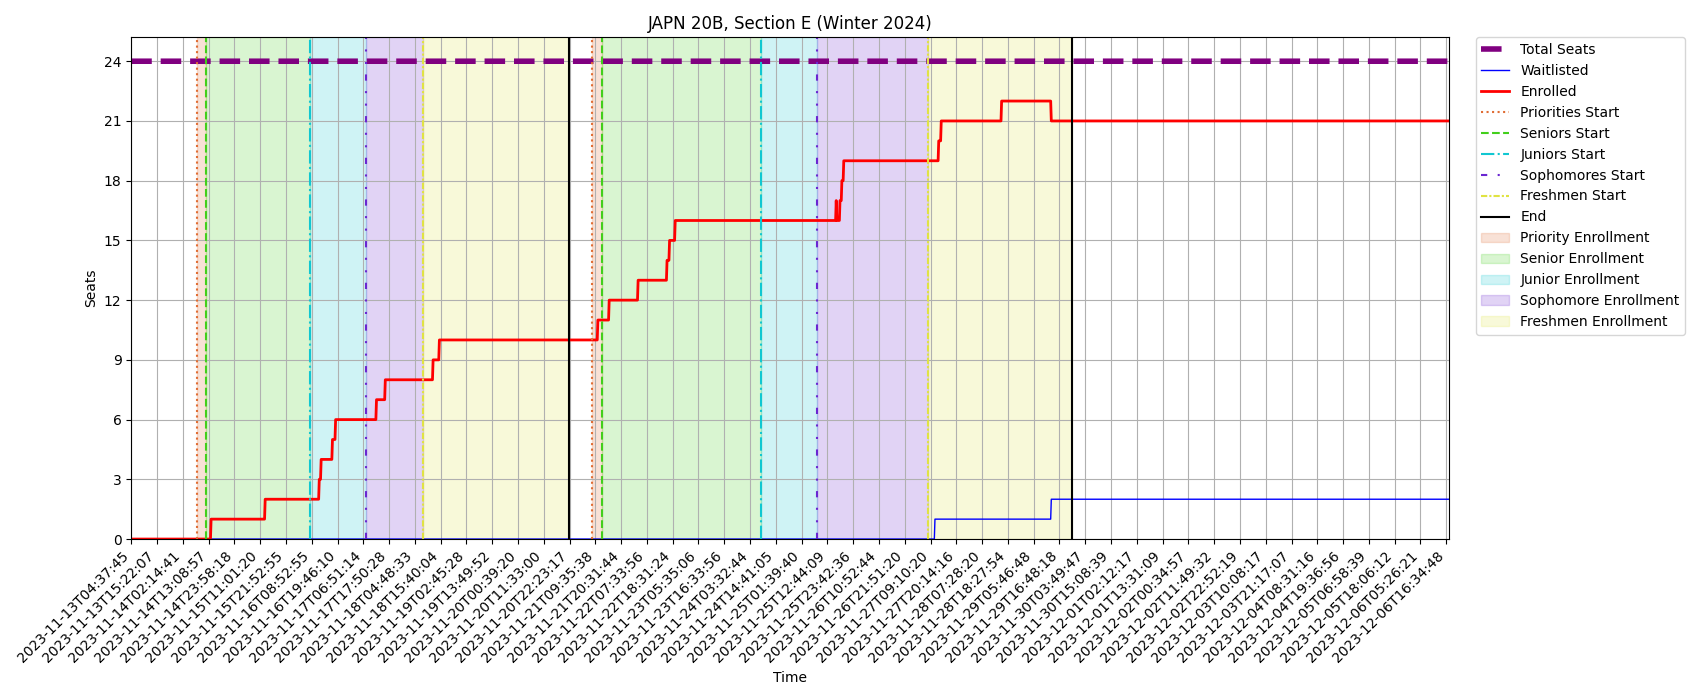 JAPN 20B, Section E (Winter 2024)
Seats
24
21
18
15
12
9
6
3
0
2023-11-13T04:37:45
2023-11-13T15:22:07
2023-11-14T02:14:41
2023-11-14T13:08:57
2023-11-14T23:58:18
2023-11-15T11:01:20
2023-11-15T21:52:55
2023-11-16T08:52:55
2023-11-16T19:46:10
2023-11-17T06:51:14
2023-11-17T17:50:28
2023-11-18T04:48:33
2023-11-18T15:40:04
2023-11-19T02:45:28
2023-11-19T13:49:52
2023-11-20T00:39:20
2023-11-20T11:33:00
2023-11-20T22:23:17
2023-11-21T09:35:38
2023-11-21T20:31:44
2023-11-22T07:33:56
2023-11-22T18:31:24
2023-11-23T05:35:06
2023-11-23T16:33:56
2023-11-24T03:32:44
2023-11-24T14:41:05
2023-11-25T01:39:40
2023-11-25T12:44:09
2023-11-25T23:42:36
2023-11-26T10:52:44
2023-11-26T21:51:20
2023-11-27T09:10:20
2023-11-27T20:14:16
2023-11-28T07:28:20
2023-11-28T18:27:54
2023-11-29T05:46:48
2023-11-29T16:48:18
2023-11-30T03:49:47
2023-11-30T15:08:39
2023-12-01T02:12:17
2023-12-01T13:31:09
2023-12-02T00:34:57
2023-12-02T11:49:32
2023-12-02T22:52:19
2023-12-03T10:08:17
2023-12-03T21:17:07
2023-12-04T08:31:16
2023-12-04T19:36:56
2023-12-05T06:58:39
2023-12-05T18:06:12
2023-12-06T05:26:21
2023-12-06T16:34:48
Time
Total Seats
Waitlisted
Enrolled
Priorities Start
Seniors Start
Juniors Start
Sophomores Start
Freshmen Start
End
Priority Enrollment
Senior Enrollment
Junior Enrollment
Sophomore Enrollment
Freshmen Enrollment